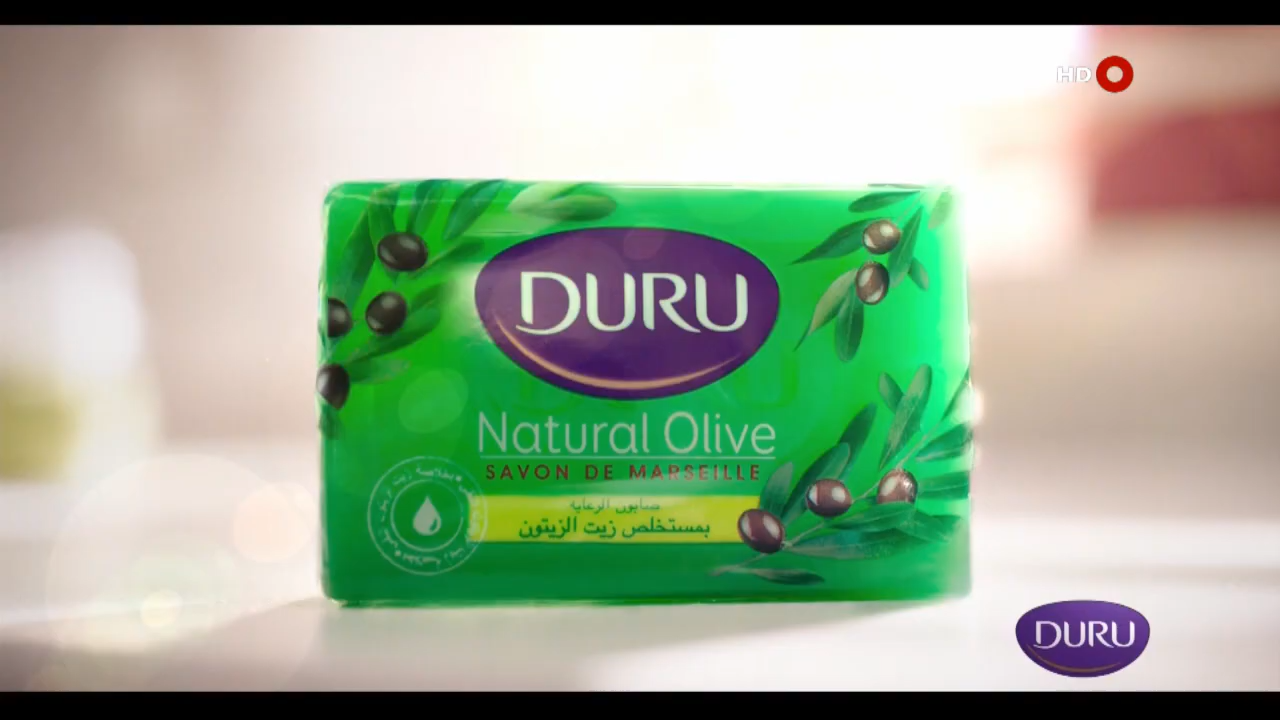 HD
DURU
Natural Olive
SAVON DE MARSEILLE
صابون الرعاية
بمستخلص زيت الزيتون
DURU